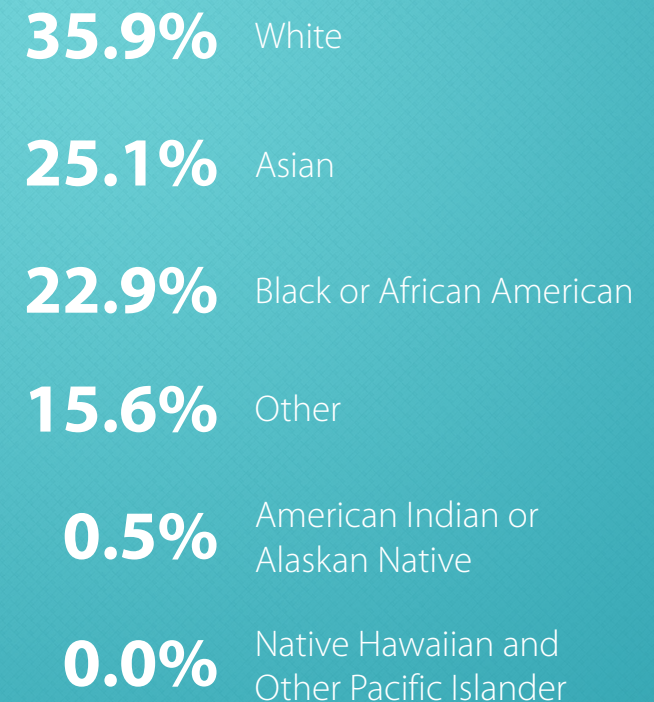 35.9% White
25.1% Asian
22.9% Black or African American
15.6% Other
0.5% American Indian or
Alaskan Native
0.0% Native Hawaiian and
Other Pacific Islander